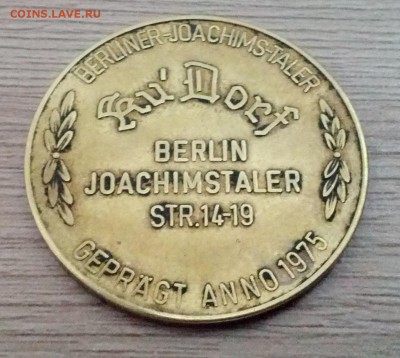 COINS.LAVE.RU
BERLINER-JOACHIMS-TALER
Ku' Dorf
BERLIN
JOACHIMSTALER
STR.14-19
GEPRÄGT ANNO 1975